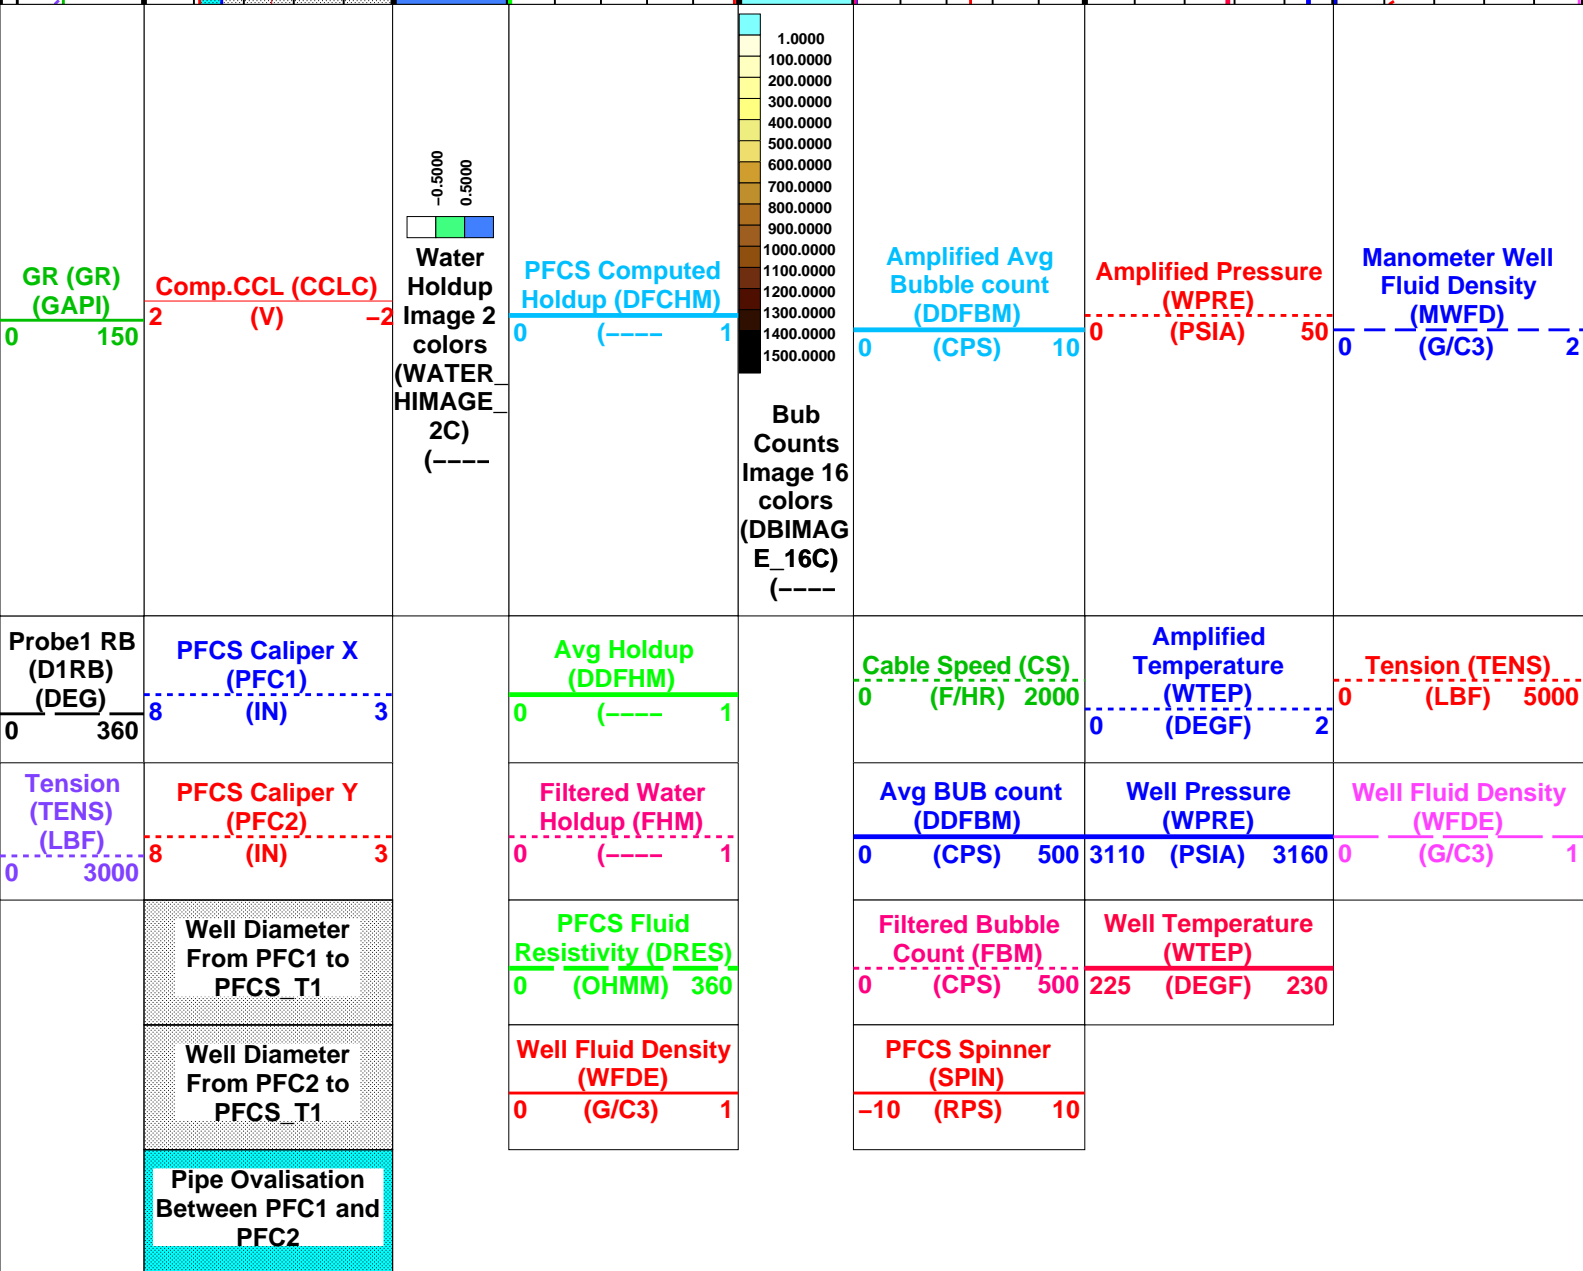 GR (GR)
(GAPI)
0 150
Comp.CCL (CCLC)
2 (V) −2
−0.5000
0.5000
Water
Holdup
Image 2
colors
(WATER_
HIMAGE_
2C)
(----
PFCS Computed
Holdup (DFCHM)
0 (---- 1
1.0000
100.0000
200.0000
300.0000
400.0000
500.0000
600.0000
700.0000
800.0000
900.0000
1000.0000
1100.0000
1200.0000
1300.0000
1400.0000
1500.0000
Bub
Counts
Image 16
colors
(DBIMAG
E_16C)
(----
Amplified Avg
Bubble count
(DDFBM)
0 (CPS) 10
Amplified Pressure
(WPRE)
0 (PSIA) 50
Manometer Well
Fluid Density
(MWFD)
0 (G/C3) 2
Probe1 RB
(D1RB)
(DEG)
0 360
PFCS Caliper X
(PFC1)
8 (IN) 3
Avg Holdup
(DDFHM)
0 (---- 1
Cable Speed (CS)
0 (F/HR) 2000
Amplified
Temperature
(WTEP)
0 (DEGF) 2
Tension (TENS)
0 (LBF) 5000
Tension
(TENS)
(LBF)
0 3000
PFCS Caliper Y
(PFC2)
8 (IN) 3
Filtered Water
Holdup (FHM)
0 (---- 1
Avg BUB count
(DDFBM)
0 (CPS) 500
Well Pressure
(WPRE)
3110 (PSIA) 3160
Well Fluid Density
(WFDE)
0 (G/C3) 1
Well Diameter
From PFC1 to
PFCS_T1
PFCS Fluid
Resistivity (DRES)
0 (OHMM) 360
Filtered Bubble
Count (FBM)
0 (CPS) 500
Well Temperature
(WTEP)
225 (DEGF) 230
Well Diameter
From PFC2 to
PFCS_T1
Well Fluid Density
(WFDE)
0 (G/C3) 1
PFCS Spinner
(SPIN)
−10 (RPS) 10
Pipe Ovalisation
Between PFC1 and
PFC2